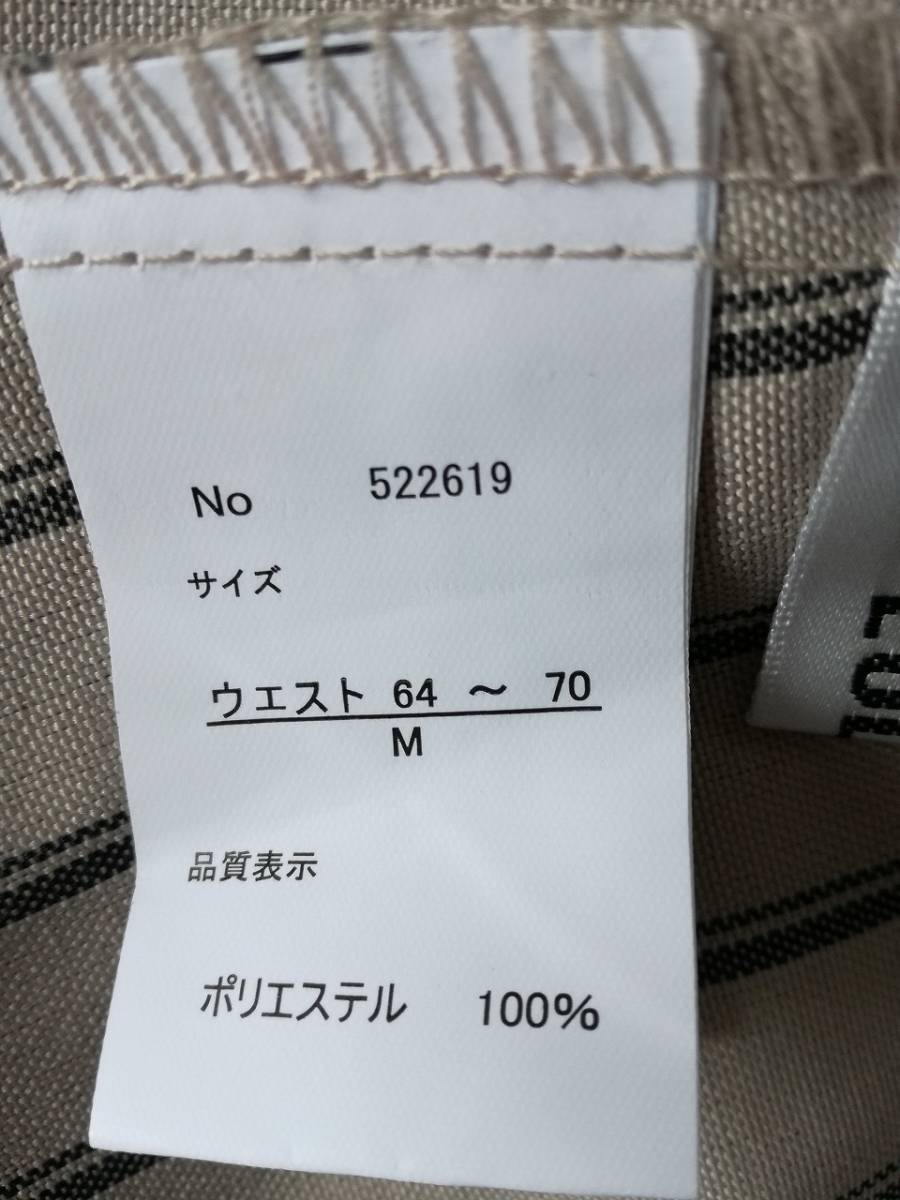 No 522619
サイズ
ウエスト 64 ～ 70
M
品質表示
ポリエステル 100%